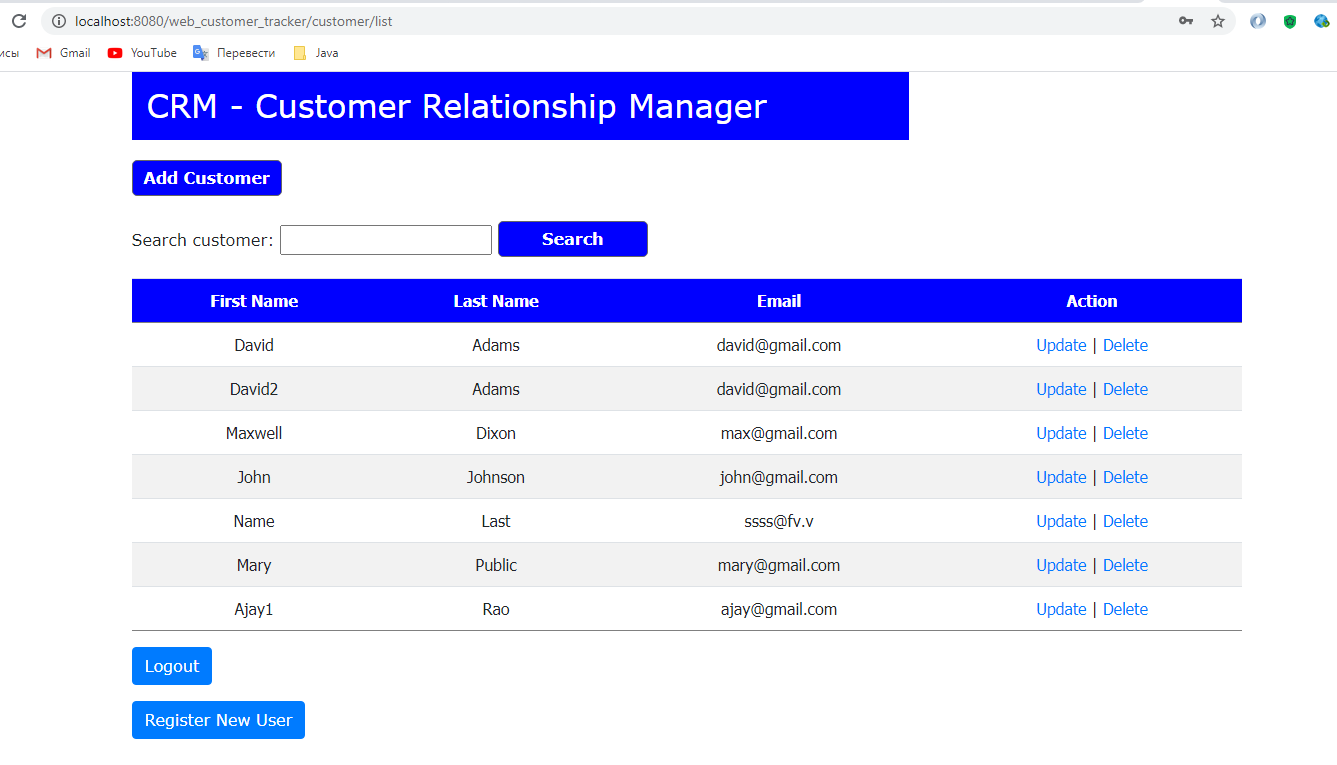 localhost:8080/web_customer_tracker/customer/list
исы Gmail YouTube Перевести Java
CRM - Customer Relationship Manager
Add Customer
Search customer: Search
First Name Last Name Email Action
David Adams david@gmail.com Update | Delete
David2 Adams david@gmail.com Update | Delete
Maxwell Dixon max@gmail.com Update | Delete
John Johnson john@gmail.com Update | Delete
Name Last ssss@fv.v Update | Delete
Mary Public mary@gmail.com Update | Delete
Ajay1 Rao ajay@gmail.com Update | Delete
Logout
Register New User